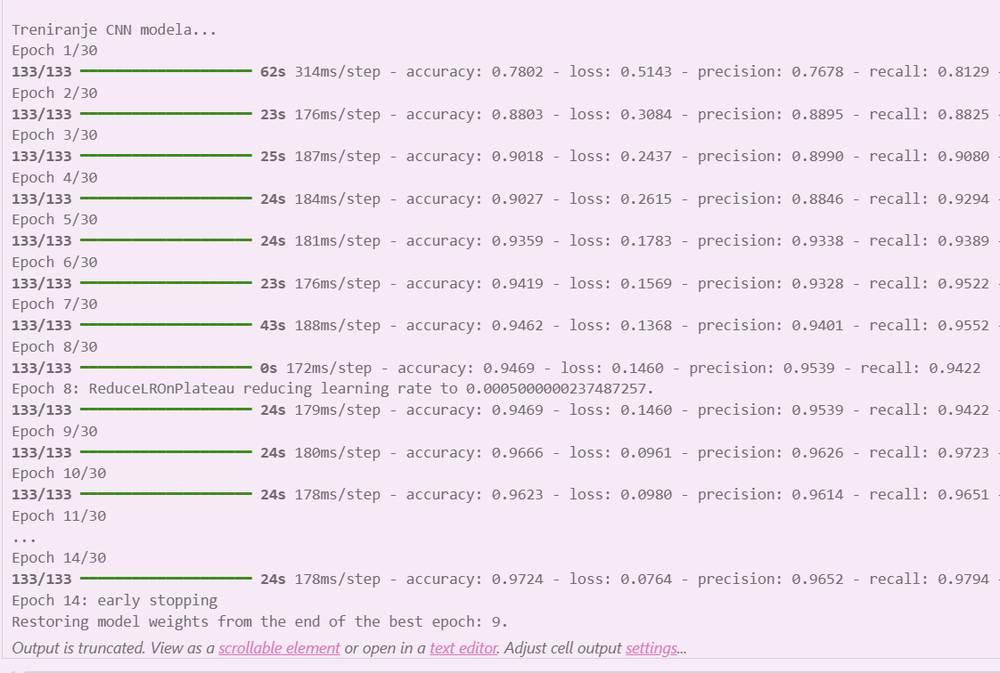 Treniranje CNN modela...
Epoch 1/30
133/133 ━━━━━━━━━━━━━━━━━━━━ 62s 314ms/step - accuracy: 0.7802 - loss: 0.5143 - precision: 0.7678 - recall: 0.8129 -
Epoch 2/30
133/133 ━━━━━━━━━━━━━━━━━━━━ 23s 176ms/step - accuracy: 0.8803 - loss: 0.3084 - precision: 0.8895 - recall: 0.8825 -
Epoch 3/30
133/133 ━━━━━━━━━━━━━━━━━━━━ 25s 187ms/step - accuracy: 0.9018 - loss: 0.2437 - precision: 0.8990 - recall: 0.9080 -
Epoch 4/30
133/133 ━━━━━━━━━━━━━━━━━━━━ 24s 184ms/step - accuracy: 0.9027 - loss: 0.2615 - precision: 0.8846 - recall: 0.9294 -
Epoch 5/30
133/133 ━━━━━━━━━━━━━━━━━━━━ 24s 181ms/step - accuracy: 0.9359 - loss: 0.1783 - precision: 0.9338 - recall: 0.9389 -
Epoch 6/30
133/133 ━━━━━━━━━━━━━━━━━━━━ 23s 176ms/step - accuracy: 0.9419 - loss: 0.1569 - precision: 0.9328 - recall: 0.9522 -
Epoch 7/30
133/133 ━━━━━━━━━━━━━━━━━━━━ 43s 188ms/step - accuracy: 0.9462 - loss: 0.1368 - precision: 0.9401 - recall: 0.9552 -
Epoch 8/30
133/133 ━━━━━━━━━━━━━━━━━━━━ 0s 172ms/step - accuracy: 0.9469 - loss: 0.1460 - precision: 0.9539 - recall: 0.9422
Epoch 8: ReduceLROnPlateau reducing learning rate to 0.0005000000237487257.
133/133 ━━━━━━━━━━━━━━━━━━━━ 24s 179ms/step - accuracy: 0.9469 - loss: 0.1460 - precision: 0.9539 - recall: 0.9422 -
Epoch 9/30
133/133 ━━━━━━━━━━━━━━━━━━━━ 24s 180ms/step - accuracy: 0.9666 - loss: 0.0961 - precision: 0.9626 - recall: 0.9723 -
Epoch 10/30
133/133 ━━━━━━━━━━━━━━━━━━━━ 24s 178ms/step - accuracy: 0.9623 - loss: 0.0980 - precision: 0.9614 - recall: 0.9651 -
Epoch 11/30
...
Epoch 14/30
133/133 ━━━━━━━━━━━━━━━━━━━━ 24s 178ms/step - accuracy: 0.9724 - loss: 0.0764 - precision: 0.9652 - recall: 0.9794 -
Epoch 14: early stopping
Restoring model weights from the end of the best epoch: 9.
Output is truncated. View as a scrollable element or open in a text editor. Adjust cell output settings...